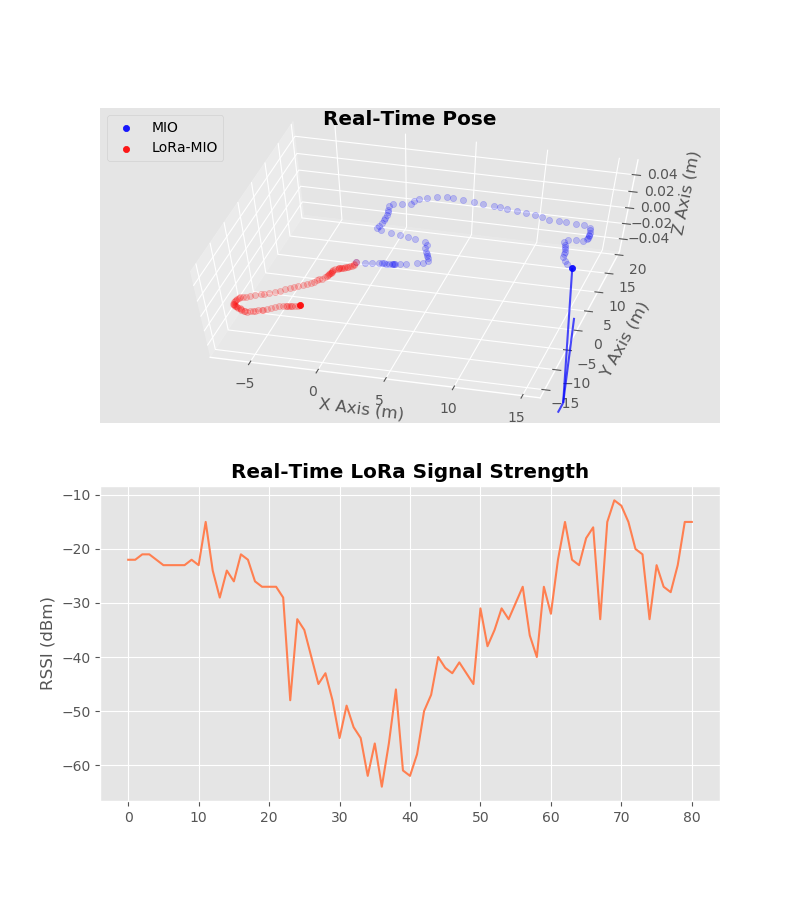 Real-Time Pose
MIO
LoRa-MIO
0.04
0.02
0.00
−0.02
−0.04
Z Axis (m)
20
15
10
5
0
−5
−10
−15
Y Axis (m)
−5
0
5
10
15
X Axis (m)
Real-Time LoRa Signal Strength
−10
−20
−30
−40
−50
−60
RSSI (dBm)
0 10 20 30 40 50 60 70 80